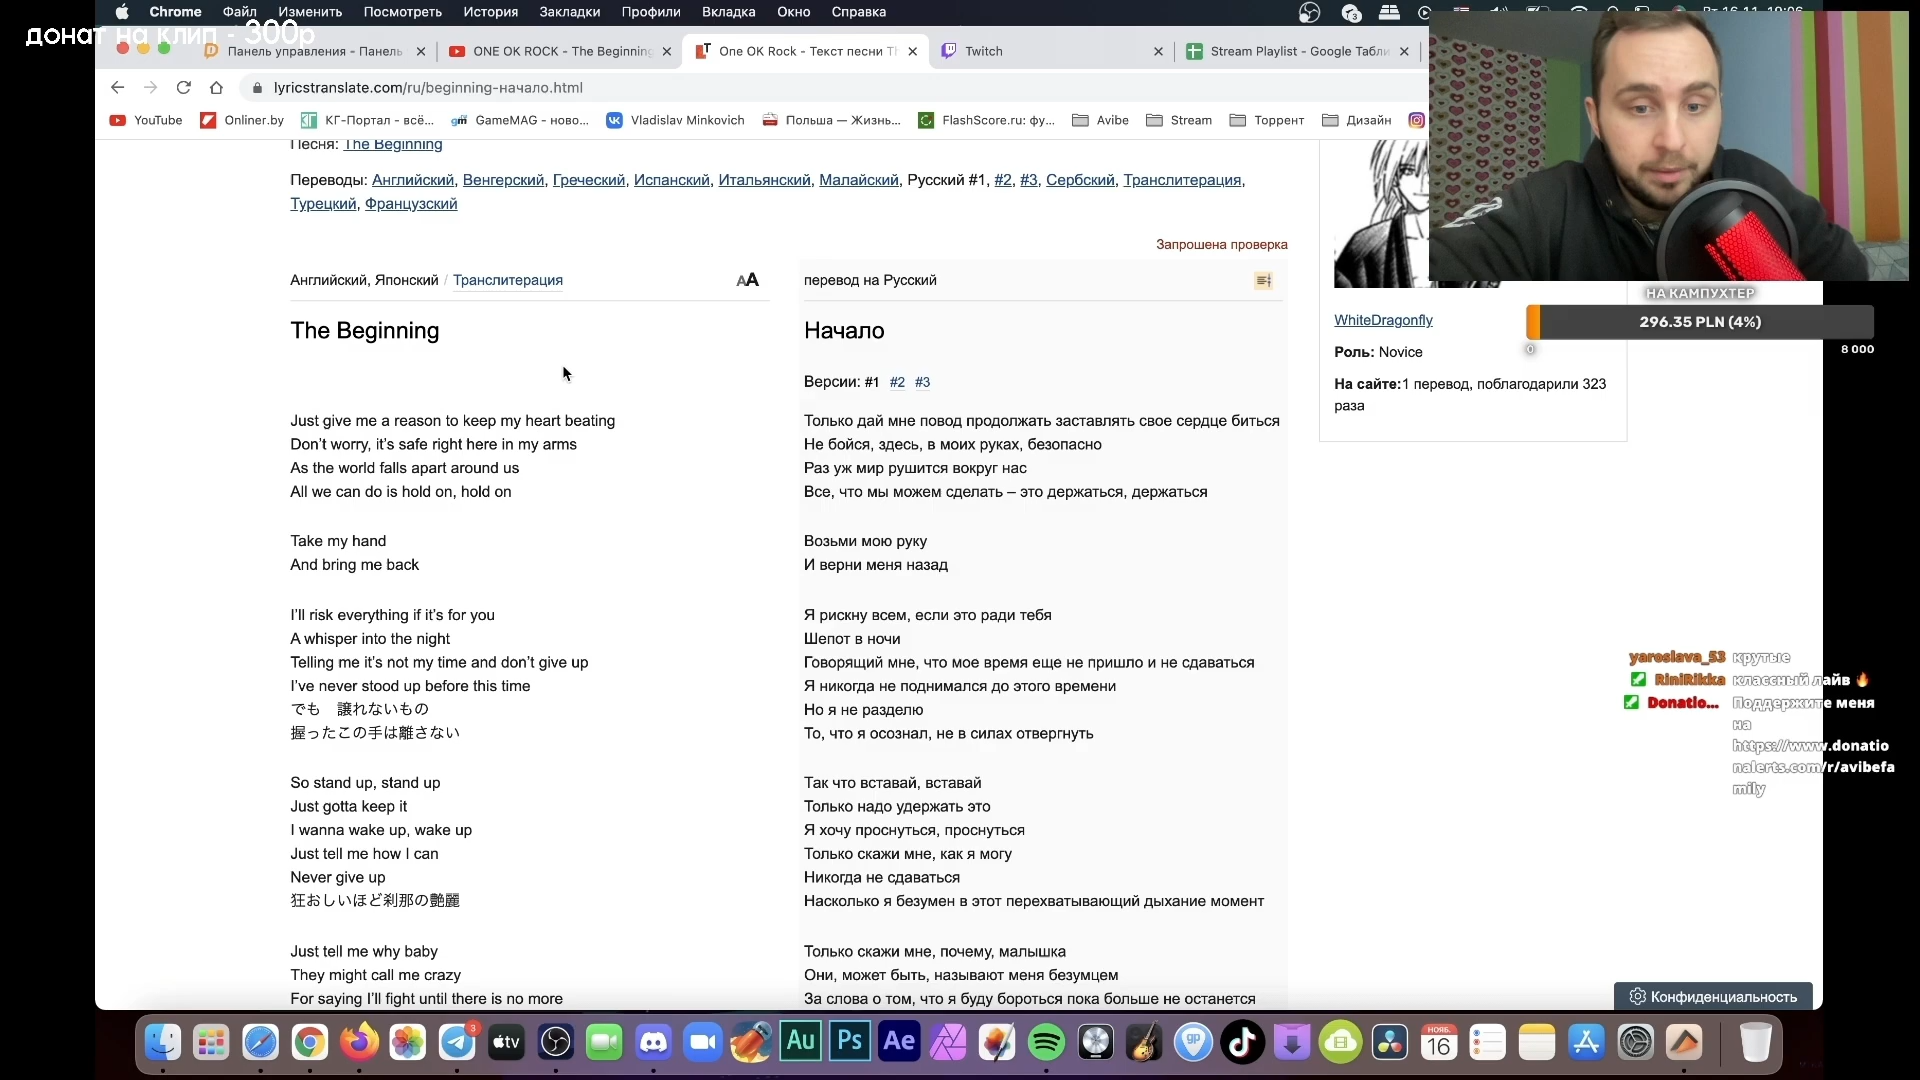 Chrome Файл Изменить Посмотреть История Закладки Профили Вкладка Окно Справка
донат на клип - 300р
Панель управления - Панель
ONE OK ROCK - The Beginning
One OK Rock - Текст песни Th
Twitch
Stream Playlist - Google Табли
lyricstranslate.com/ru/beginning-начало.html
YouTube Onliner.by КГ-Портал - всё... GameMAG - ново... Vladislav Minkovich Польша — Жизнь... FlashScore.ru: фу... Avibe Stream Торрент Дизайн
Песня: The Beginning
Переводы: Английский, Венгерский, Греческий, Испанский, Итальянский, Малайский, Русский #1, #2, #3, Сербский, Транслитерация,
Турецкий, Французский
Запрошена проверка
Английский, Японский / Транслитерация
AA
The Beginning
Just give me a reason to keep my heart beating
Don’t worry, it’s safe right here in my arms
As the world falls apart around us
All we can do is hold on, hold on
Take my hand
And bring me back
I’ll risk everything if it’s for you
A whisper into the night
Telling me it’s not my time and don’t give up
I’ve never stood up before this time
でも　譲れないもの
握ったこの手は離さない
So stand up, stand up
Just gotta keep it
I wanna wake up, wake up
Just tell me how I can
Never give up
狂おしいほど刹那の艶麗
Just tell me why baby
They might call me crazy
For saying I’ll fight until there is no more
перевод на Русский
Начало
Версии: #1 #2 #3
Только дай мне повод продолжать заставлять свое сердце биться
Не бойся, здесь, в моих руках, безопасно
Раз уж мир рушится вокруг нас
Все, что мы можем сделать – это держаться, держаться
Возьми мою руку
И верни меня назад
Я рискну всем, если это ради тебя
Шепот в ночи
Говорящий мне, что мое время еще не пришло и не сдаваться
Я никогда не поднимался до этого времени
Но я не разделю
То, что я осознал, не в силах отвергнуть
Так что вставай, вставай
Только надо удержать это
Я хочу проснуться, проснуться
Только скажи мне, как я могу
Никогда не сдаваться
Насколько я безумен в этот перехватывающий дыхание момент
Только скажи мне, почему, малышка
Они, может быть, называют меня безумцем
За слова о том, что я буду бороться пока больше не останется
WhiteDragonfly
Роль: Novice
На сайте:1 перевод, поблагодарили 323
раза
НА КАМПУХТЕР
296.35 PLN (4%)
0
8 000
yaroslava_53 крутые
RiniRikka классный лайв
Donatio... Поддержите меня
на
https://www.donatio
nalerts.com/r/avibefa
mily
Конфиденциальность
3
tv
Au
Ps
Ae
gp
НОЯБ.
16